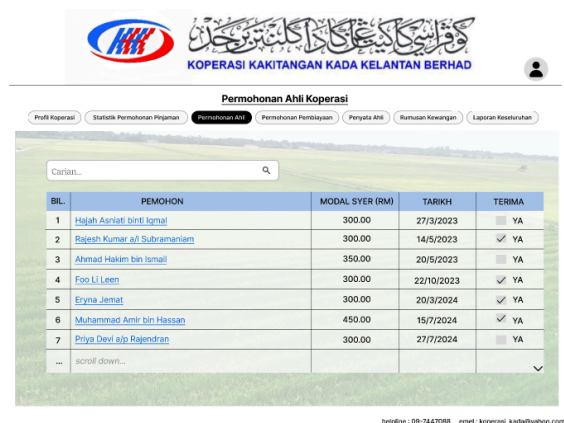 KOPERASI KAKITANGAN KADA KELANTAN BERHAD
Permohonan Ahli Koperasi
Profil Koperasi Statistik Permohonan Pinjaman Permohonan Ahli Permohonan Pembiayaan Penyata Ahli Rumusan Kewangan Laporan Keseluruhan
Carian...
BIL. PEMOHON MODAL SYER (RM) TARIKH TERIMA
1 Hajah Asniati binti Iqmal 300.00 27/3/2023 YA
2 Rajesh Kumar a/l Subramaniam 300.00 14/5/2023 YA
3 Ahmad Hakim bin Ismail 350.00 20/5/2023 YA
4 Foo Li Leen 300.00 22/10/2023 YA
5 Eryna Jemat 300.00 20/3/2024 YA
6 Muhammad Amir bin Hassan 450.00 15/7/2024 YA
7 Priya Devi a/p Rajendran 300.00 27/7/2024 YA
... scroll down...
helpline : 09-7447088 emel : koperasi_kada@yahoo.com